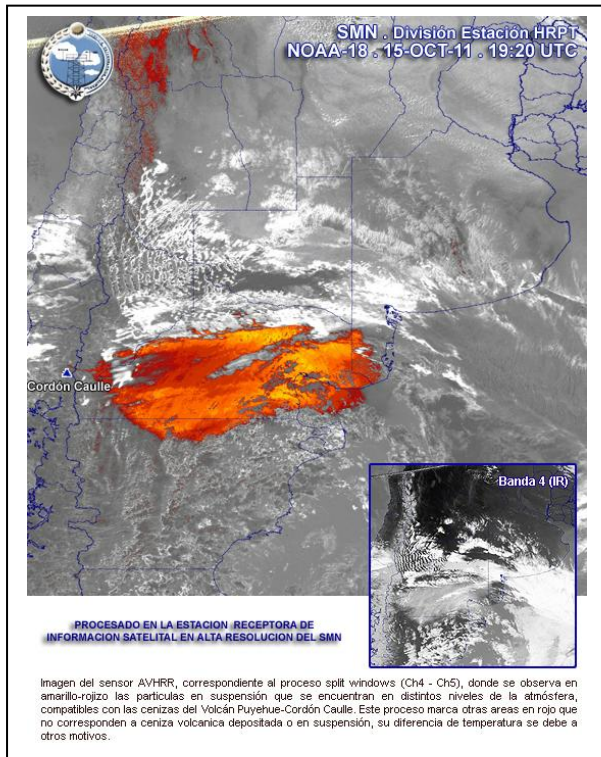 SMN . División Estación HRPT
NOAA-18 . 15-OCT-11 . 19:20 UTC
Cordón Caulle
Banda 4 (IR)
PROCESADO EN LA ESTACION RECEPTORA DE
INFORMACION SATELITAL EN ALTA RESOLUCION DEL SMN
Imagen del sensor AVHRR, correspondiente al proceso split windows (Ch4 - Ch5), donde se observa en
amarillo-rojizo las particulas en suspensión que se encuentran en distintos niveles de la atmósfera,
compatibles con las cenizas del Volcán Puyehue-Cordón Caulle. Este proceso marca otras areas en rojo que
no corresponden a ceniza volcanica depositada o en suspensión, su diferencia de temperatura se debe a
otros motivos.